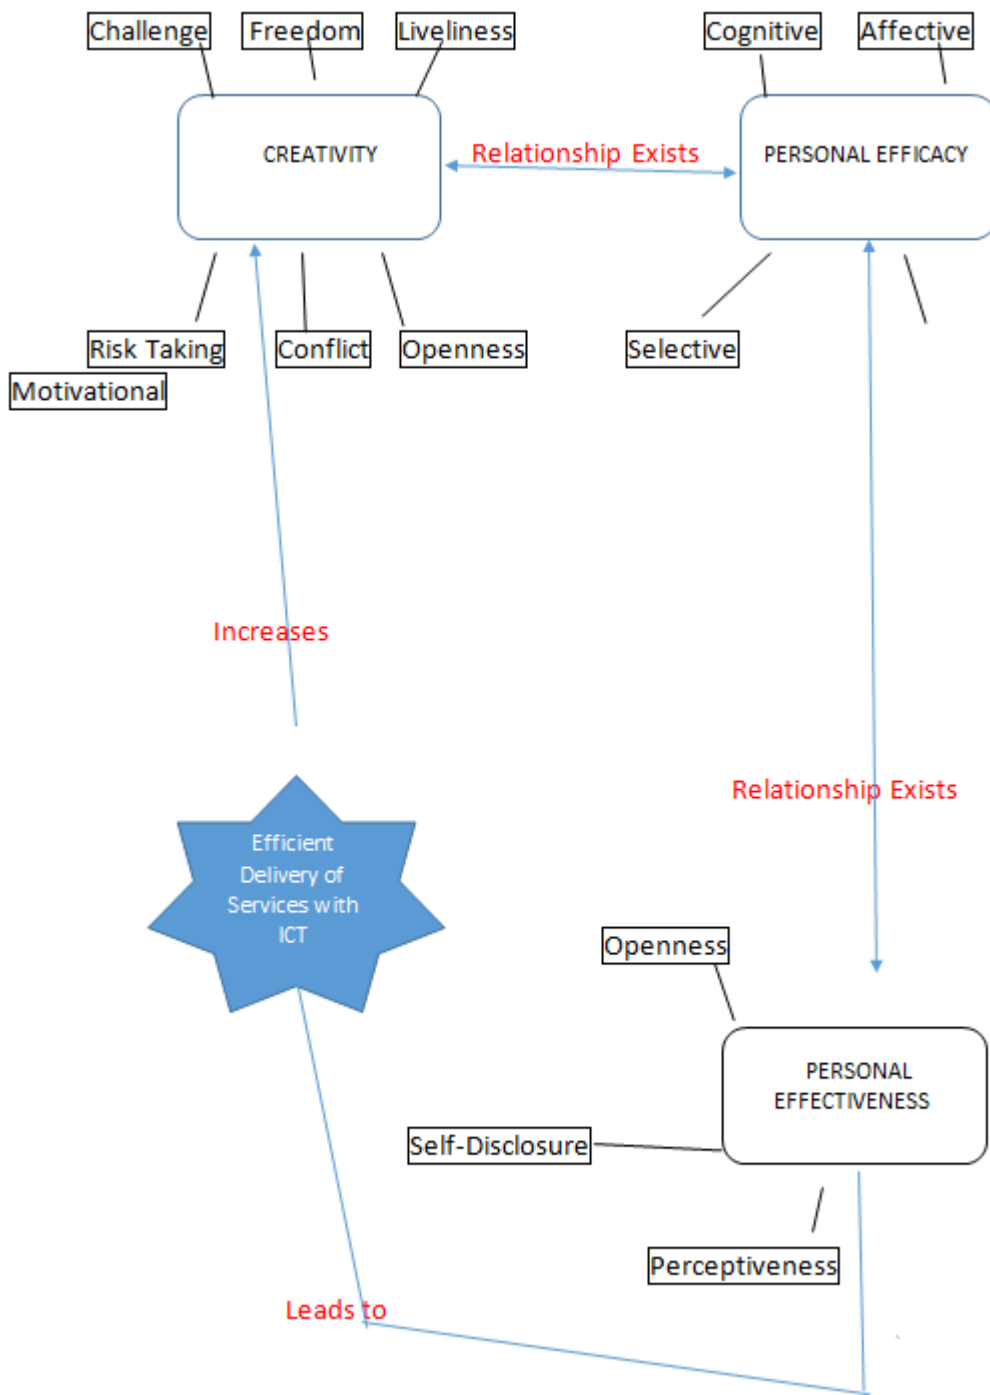 Challenge
Freedom
Liveliness
Cognitive
Affective
CREATIVITY
Relationship Exists
PERSONAL EFFICACY
Risk Taking
Conflict
Openness
Selective
Motivational
Increases
Relationship Exists
Efficient
Delivery of
Services with
ICT
Openness
PERSONAL
EFFECTIVENESS
Self-Disclosure
Perceptiveness
Leads to